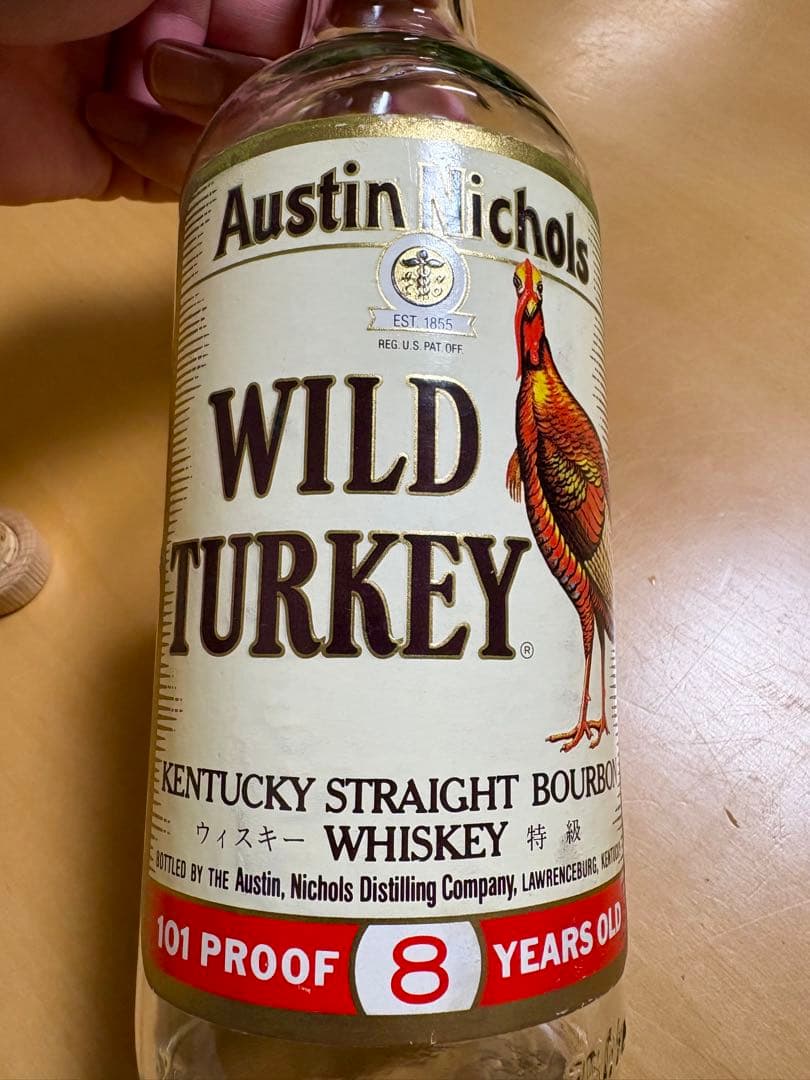 Austin Nichols
EST. 1855
REG. U.S. PAT. OFF.
WILD
TURKEY®
KENTUCKY STRAIGHT BOURBON
ウィスキー WHISKEY 特級
BOTTLED BY THE Austin, Nichols Distilling Company, LAWRENCEBURG,
101 PROOF 8 YEARS OLD